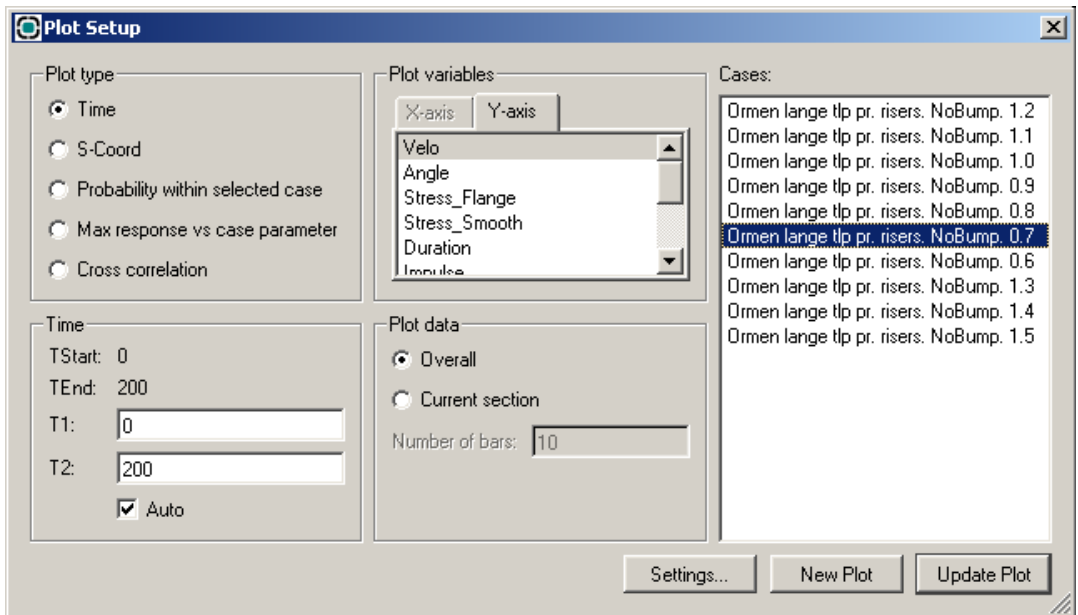 Plot Setup
Plot type
Time
S-Coord
Probability within selected case
Max response vs case parameter
Cross correlation
Plot variables
X-axis
Y-axis
Velo
Angle
Stress_Flange
Stress_Smooth
Duration
Impulse
Cases:
Ormen lange tlp pr. risers. NoBump. 1.2
Ormen lange tlp pr. risers. NoBump. 1.1
Ormen lange tlp pr. risers. NoBump. 1.0
Ormen lange tlp pr. risers. NoBump. 0.9
Ormen lange tlp pr. risers. NoBump. 0.8
Ormen lange tlp pr. risers. NoBump. 0.7
Ormen lange tlp pr. risers. NoBump. 0.6
Ormen lange tlp pr. risers. NoBump. 1.3
Ormen lange tlp pr. risers. NoBump. 1.4
Ormen lange tlp pr. risers. NoBump. 1.5
Time
TStart: 0
TEnd: 200
T1: 0
T2: 200
Auto
Plot data
Overall
Current section
Number of bars: 10
Settings...
New Plot
Update Plot